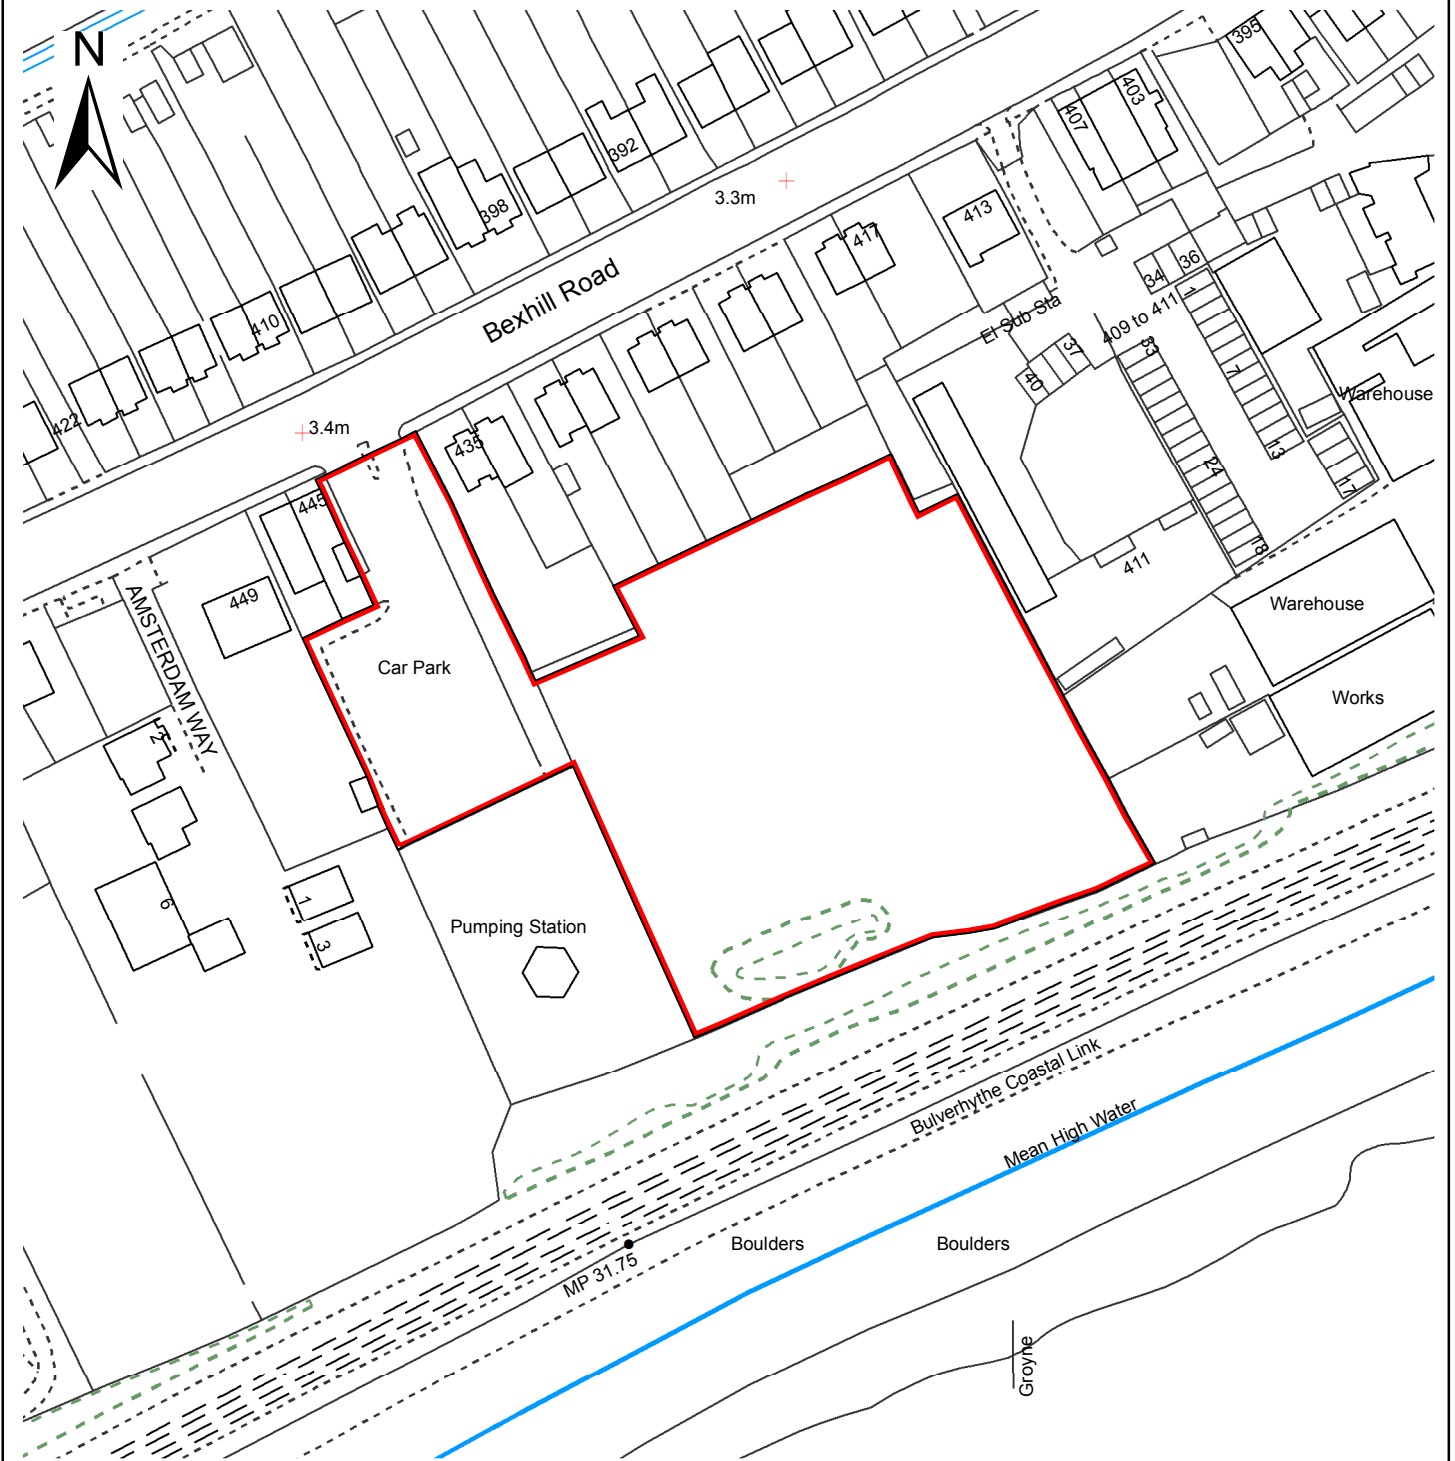 N
395
403
407
392
398
3.3m
413
417
Bexhill Road
36
34
1
El Sub Sta
409 to 411
410
33
37
7
40
Warehouse
422
3.4m
435
13
24
17
445
18
411
449
Warehouse
AMSTERDAM WAY
Car Park
Works
2
6
1
3
Pumping Station
Bulverhythe Coastal Link
Mean High Water
Boulders
Boulders
MP 31.75
Groyne